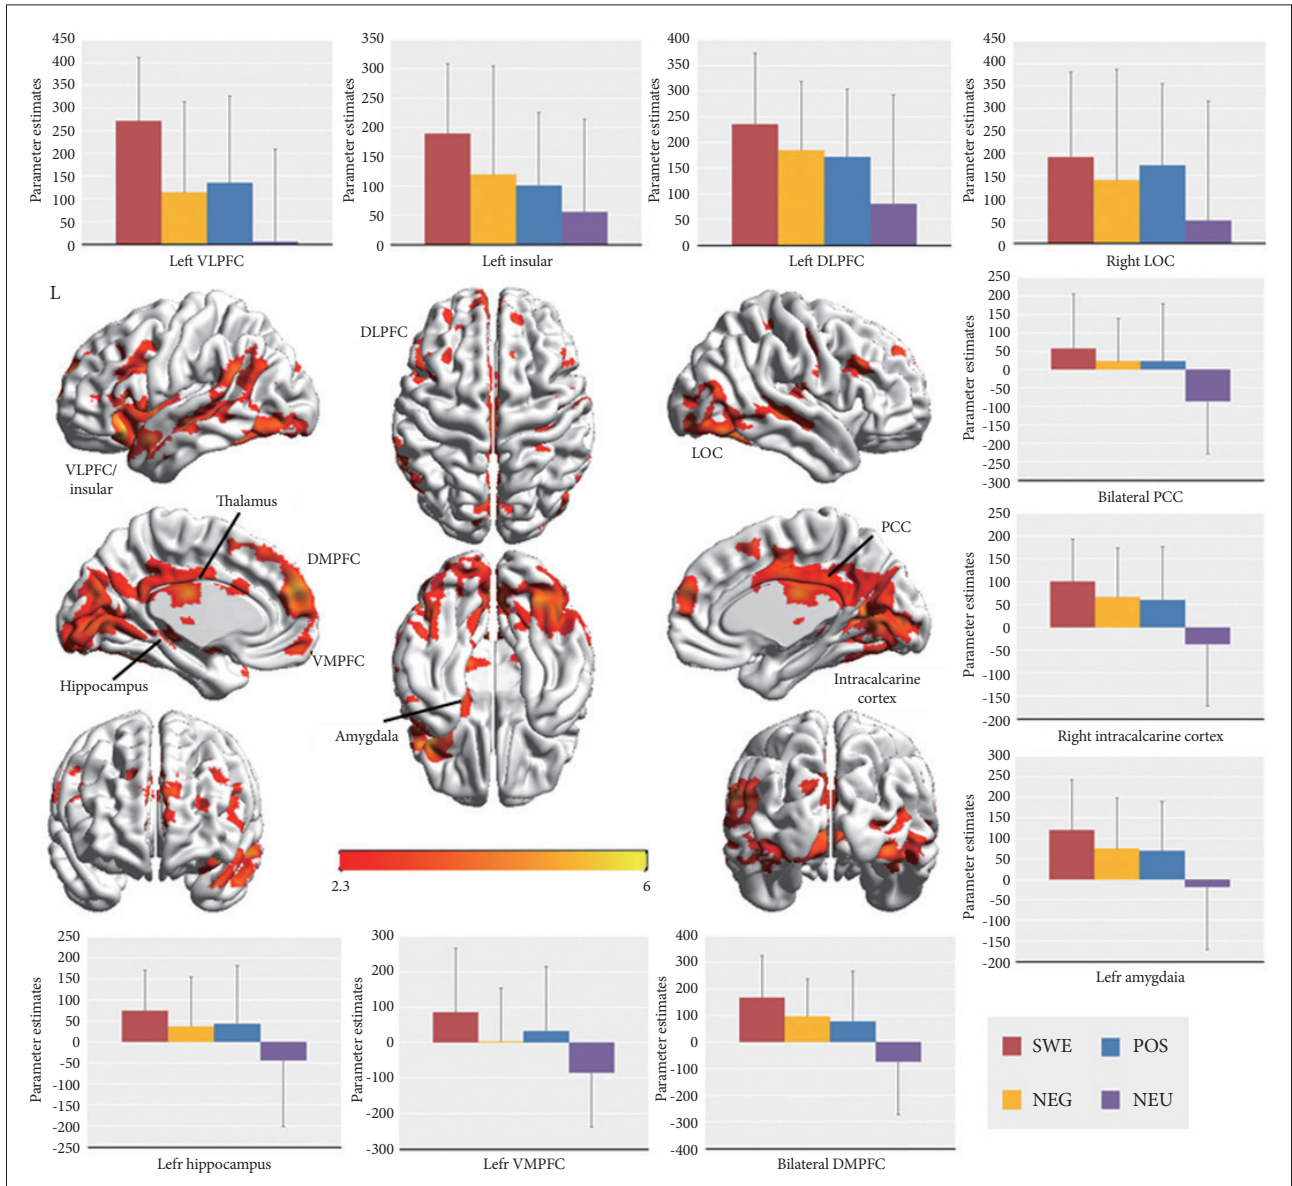 450
400
350
300
250
200
150
100
50
0
Parameter estimates
Left VLPFC
350
300
250
200
150
100
50
0
Parameter estimates
Left insular
400
350
300
250
200
150
100
50
0
Parameter estimates
Left DLPFC
450
400
350
300
250
200
150
100
50
0
Parameter estimates
Right LOC
L
DLPFC
VLPFC/
insular
LOC
250
200
150
100
50
0
-50
-100
-150
-200
-250
-300
Parameter estimates
Bilateral PCC
Thalamus
DMPFC
VMPFC
Hippocampus
Amygdala
PCC
Intracalcarine
cortex
250
200
150
100
50
0
-50
-100
-150
-200
Parameter estimates
Right intracalcarine cortex
2.3
6
300
250
200
150
100
50
0
-50
-100
-150
-200
Parameter estimates
Lefr amygdaia
250
200
150
100
50
0
-50
-100
-150
-200
-250
Parameter estimates
Lefr hippocampus
300
200
100
0
-100
-200
-300
Parameter estimates
Lefr VMPFC
400
300
200
100
0
-100
-200
-300
-400
Parameter estimates
Bilateral DMPFC
SWE
POS
NEG
NEU